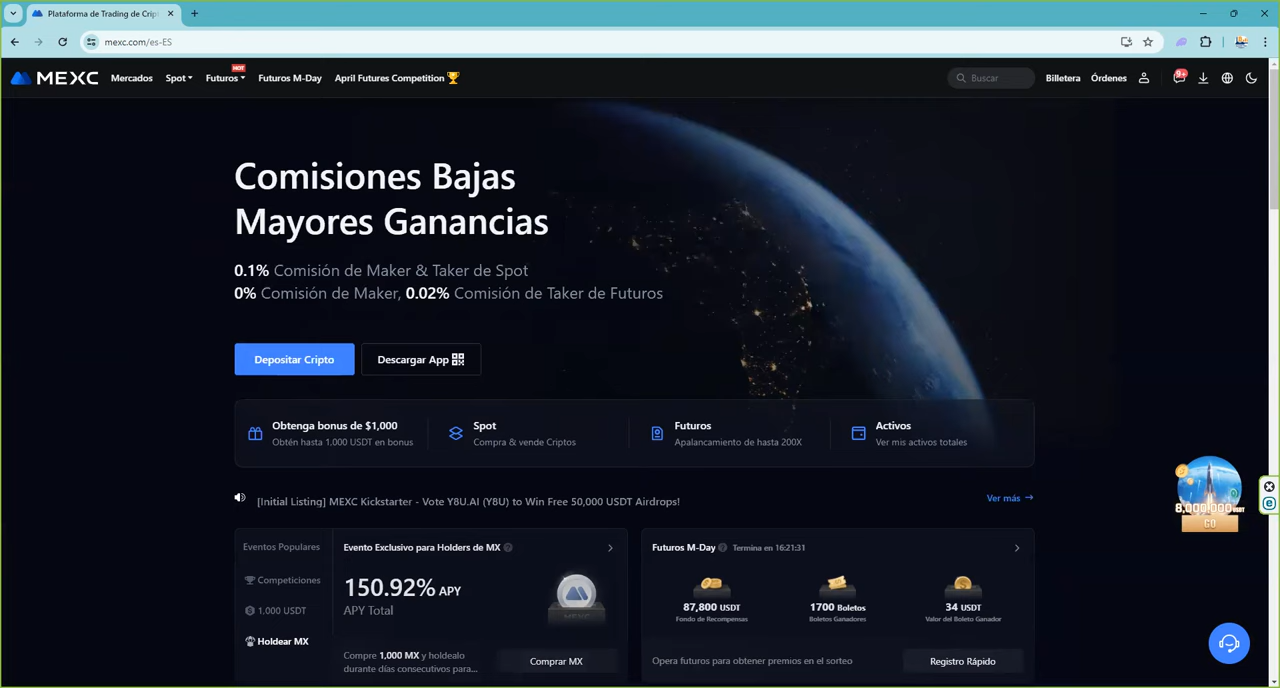 Plataforma de Trading de Crip
mexc.com/es-ES
MEXC
Mercados
Spot
Futuros
HOT
Futuros M-Day
April Futures Competition
Buscar
Billetera
Órdenes
9+
Comisiones Bajas
Mayores Ganancias
0.1% Comisión de Maker & Taker de Spot
0% Comisión de Maker, 0.02% Comisión de Taker de Futuros
Depositar Cripto
Descargar App
Obtenga bonus de $1,000
Obtén hasta 1.000 USDT en bonus
Spot
Compra & vende Criptos
Futuros
Apalancamiento de hasta 200X
Activos
Ver mis activos totales
[Initial Listing] MEXC Kickstarter - Vote Y8U.AI (Y8U) to Win Free 50,000 USDT Airdrops!
Ver más
8,000,000 USDT
GO
Eventos Populares
Competiciones
1,000 USDT
Holdear MX
Evento Exclusivo para Holders de MX
150.92% APY
APY Total
MEXC
Compre 1,000 MX y holdealo
durante días consecutivos para...
Comprar MX
Futuros M-Day
Termina en 16:21:31
87,800 USDT
Fondo de Recompensas
1700 Boletos
Boletos Ganadores
34 USDT
Valor del Boleto Ganador
Opera futuros para obtener premios en el sorteo
Registro Rápido